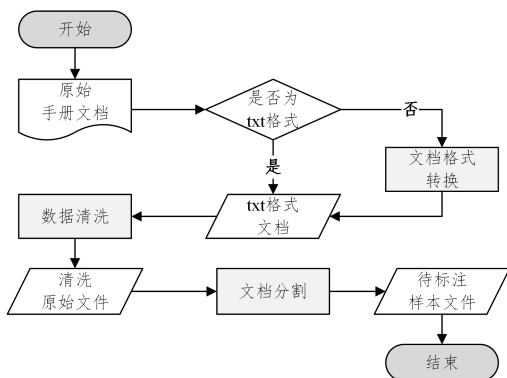 开始
原始
手册文档
是否为
txt格式
否
是
文档格式
转换
txt格式
文档
数据清洗
清洗
原始文件
文档分割
待标注
样本文件
结束